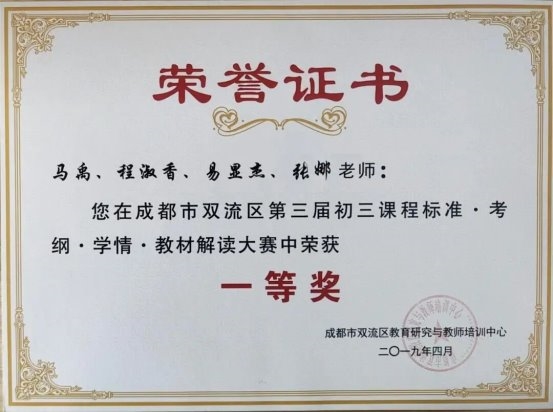 荣誉证书
马禹、程淑香、易显杰、张娜老师：
您在成都市双流区第三届初三课程标准·考
纲·学情·教材解读大赛中荣获
一等奖
成都市双流区教育研究与教师培训中心
二〇一九年四月